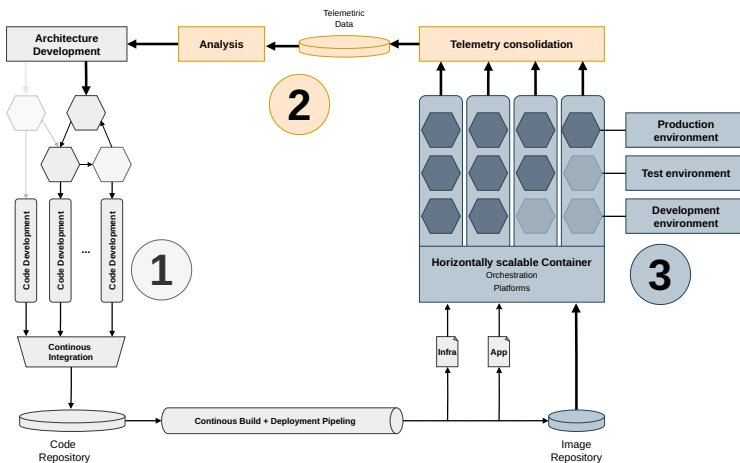 Telemetric
Data
Architecture
Development
Analysis
Telemetry consolidation
2
Production
environment
Test environment
Development
environment
Code Development
Code Development
...
Code Development
1
Horizontally scalable Container
Orchestration
Platforms
3
Continous
Integration
Infra
App
Continous Build + Deployment Pipeling
Code
Repository
Image
Repository